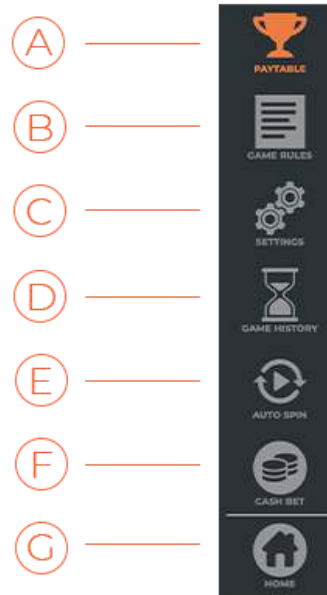 A
PAYTABLE
B
GAME RULES
C
SETTINGS
D
GAME HISTORY
E
AUTO SPIN
F
CASH BET
G
HOME